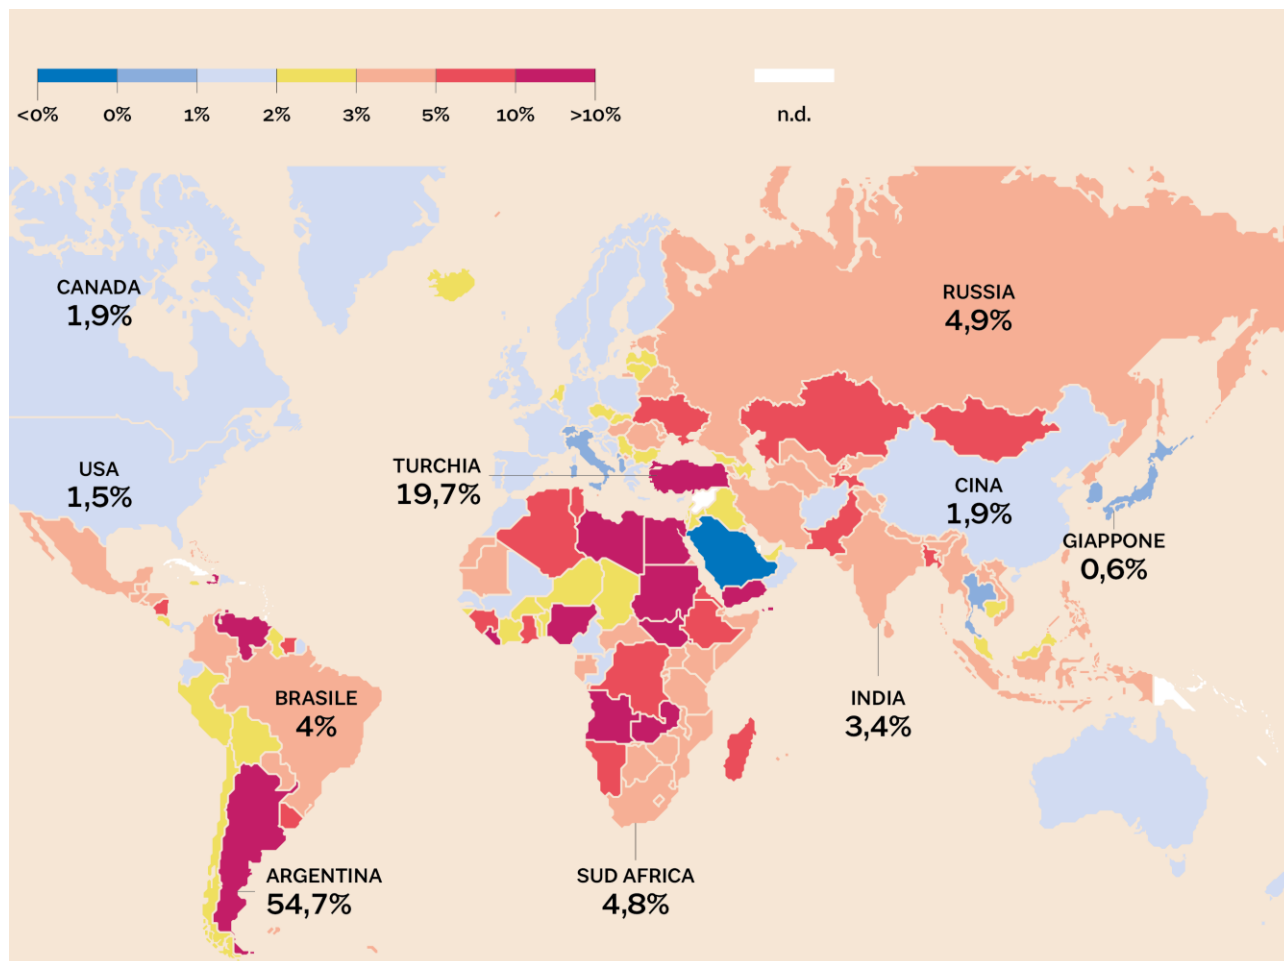 <0% 0% 1% 2% 3% 5% 10% >10% n.d.
CANADA
1,9%
RUSSIA
4,9%
USA
1,5%
TURCHIA
19,7%
CINA
1,9%
GIAPPONE
0,6%
BRASILE
4%
INDIA
3,4%
ARGENTINA
54,7%
SUD AFRICA
4,8%